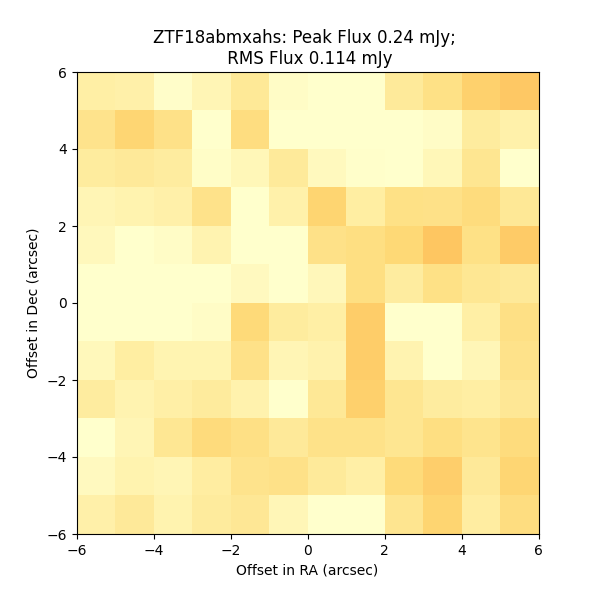 ZTF18abmxahs: Peak Flux 0.24 mJy;
RMS Flux 0.114 mJy
6
4
2
0
−2
−4
−6
Offset in Dec (arcsec)
−6 −4 −2 0 2 4 6
Offset in RA (arcsec)